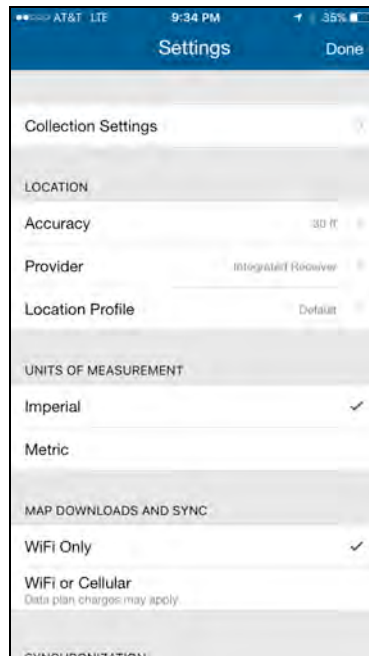 AT&T LTE 9:34 PM 35%
Settings Done
Collection Settings
LOCATION
Accuracy 30 ft
Provider Integrated Receiver
Location Profile Default
UNITS OF MEASUREMENT
Imperial
Metric
MAP DOWNLOADS AND SYNC
WiFi Only
WiFi or Cellular
Data plan charges may apply.
SYNCHRONIZATION